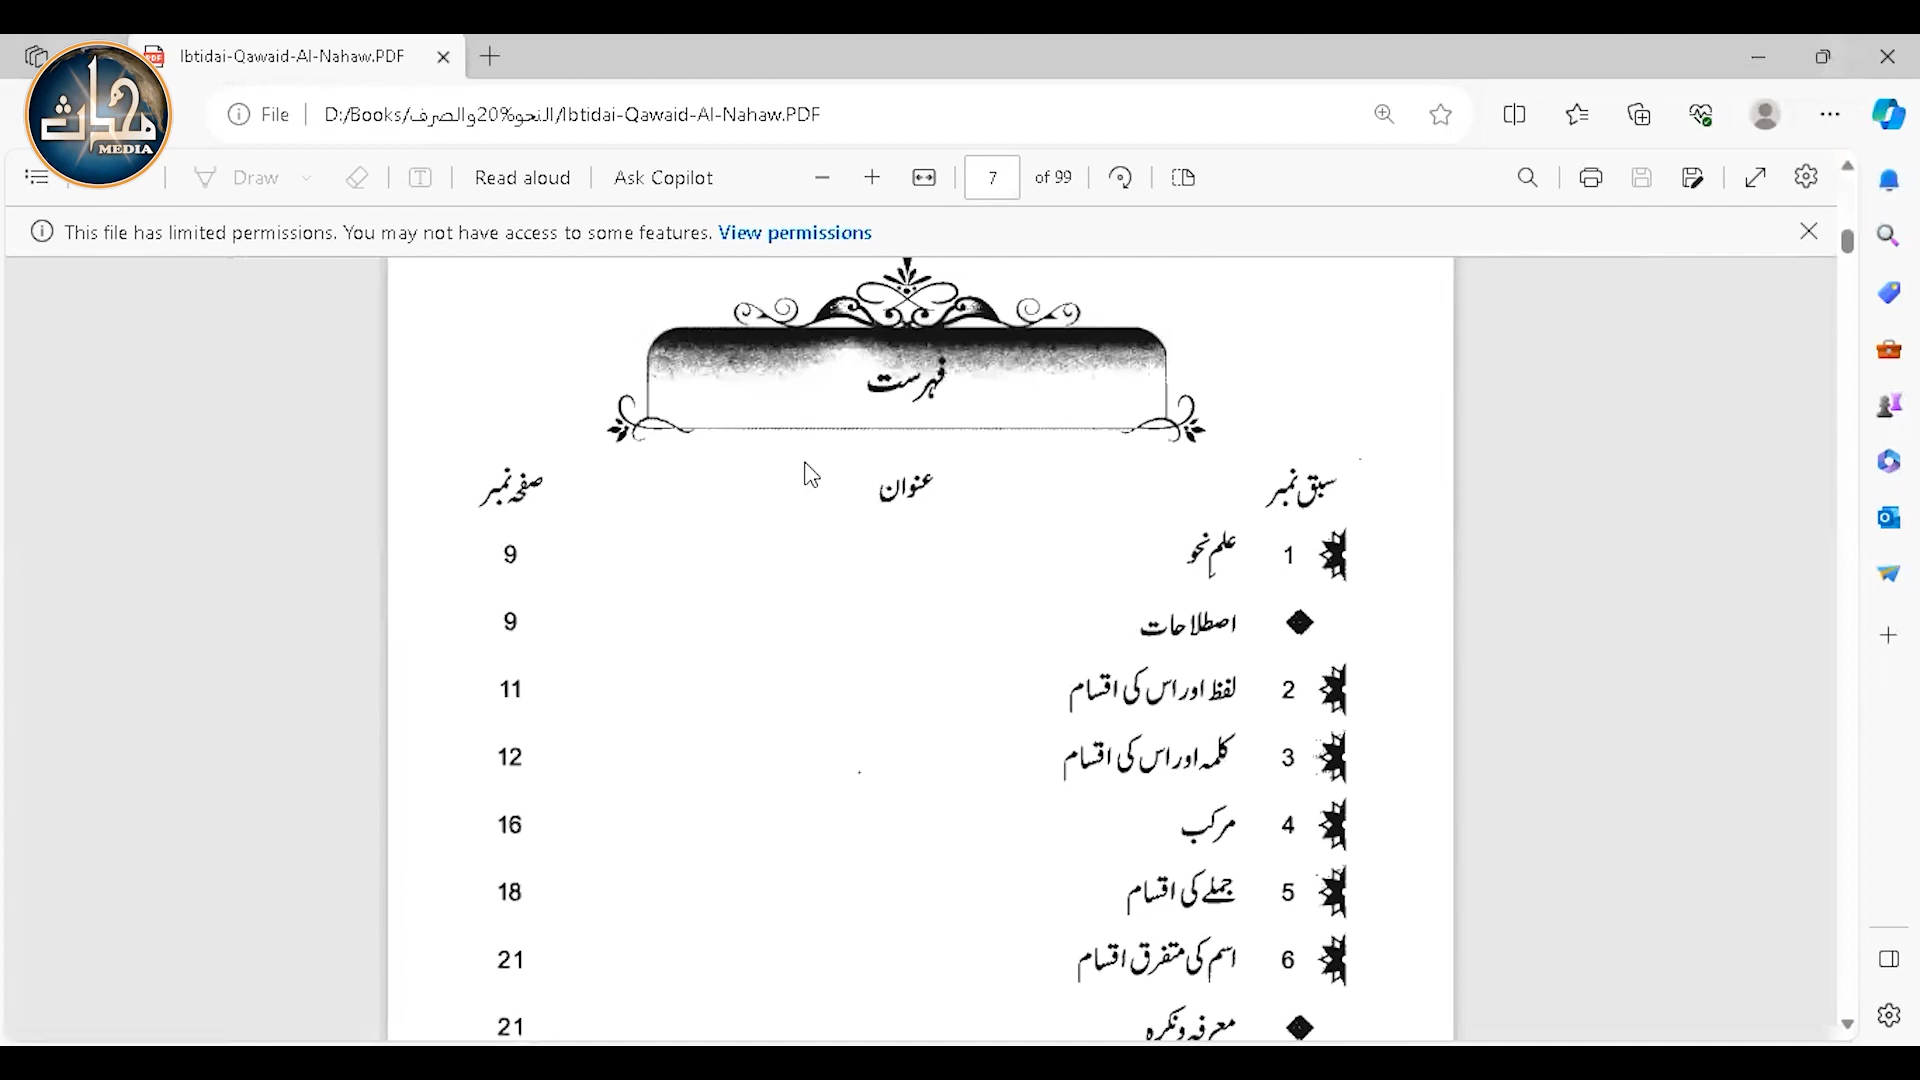 Ibtidai-Qawaid-Al-Nahaw.PDF
محدث
MEDIA
File
D:/Books/النحو%20والصرف/Ibtidai-Qawaid-Al-Nahaw.PDF
Draw
Read aloud
Ask Copilot
7 of 99
This file has limited permissions. You may not have access to some features. View permissions
فہرست
سبق نمبر عنوان صفحہ نمبر
1 علمِ نحو 9
اصطلاحات 9
2 لفظ اور اس کی اقسام 11
3 کلمہ اور اس کی اقسام 12
4 مرکب 16
5 جملے کی اقسام 18
6 اسم کی متفرق اقسام 21
معرفہ و نکرہ 21